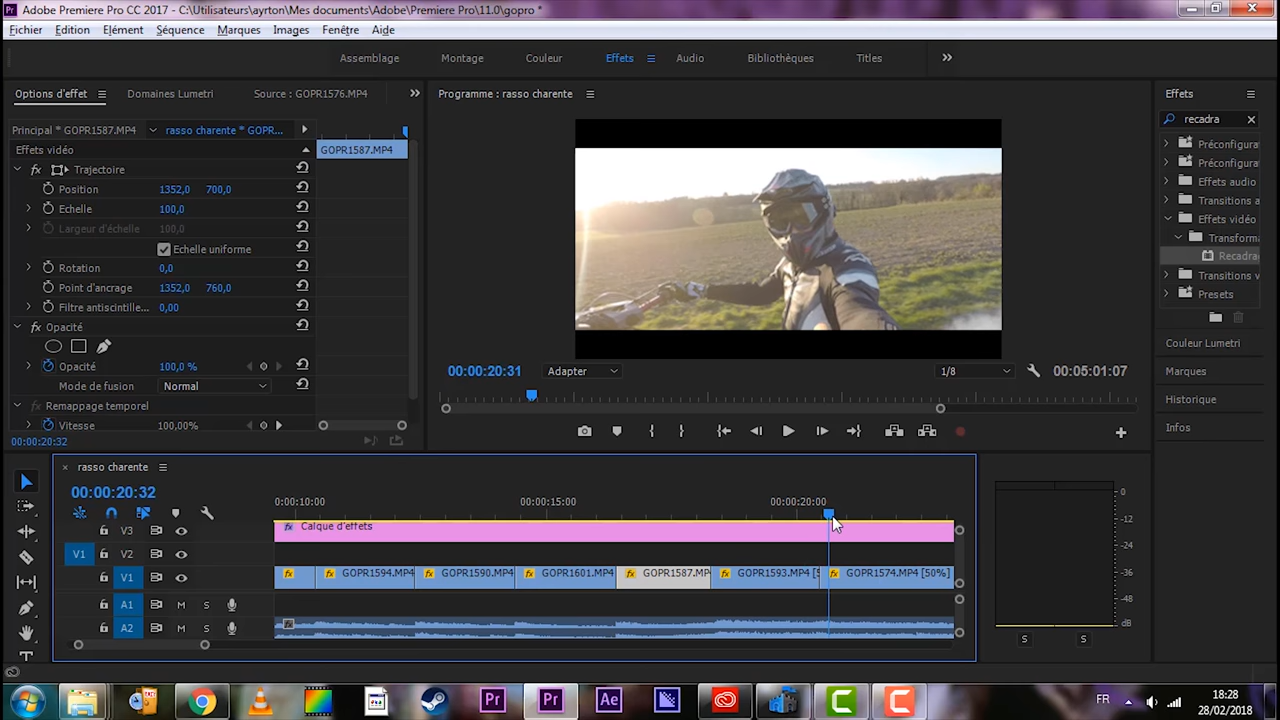 Pr Adobe Premiere Pro CC 2017 - C:\Utilisateurs\ayrton\Mes documents\Adobe\Premiere Pro\11.0\gopro *
Fichier Edition Elément Séquence Marques Images Fenêtre Aide
Assemblage Montage Couleur Effets Audio Bibliothèques Titles
Options d'effet Domaines Lumetri Source : GOPR1576.MP4
Programme : rasso charente
Effets
recadra
Principal * GOPR1587.MP4 rasso charente * GOPR...
Effets vidéo
GOPR1587.MP4
Trajectoire
Position 1352,0 700,0
Echelle 100,0
Largeur d'échelle 100,0
Echelle uniforme
Rotation 0,0
Point d'ancrage 1352,0 760,0
Filtre antiscintille... 0,00
Opacité
Opacité 100,0 %
Mode de fusion Normal
Remappage temporel
Vitesse 100,00%
00:00:20:32
Préconfigura
Préconfigura
Effets audio
Transitions a
Effets vidéo
Transforma
Recadra
Transitions v
Presets
Couleur Lumetri
Marques
Historique
Infos
00:00:20:31 Adapter 1/8 00:05:01:07
rasso charente
00:00:20:32
0:00:10:00 00:00:15:00 00:00:20:00
V3 Calque d'effets
V1 V2
V1 GOPR1594.MP4 GOPR1590.MP4 GOPR1601.MP4 GOPR1587.MP GOPR1593.MP4 [5 GOPR1574.MP4 [50%]
A1 M S
A2 M S
0
-12
-24
-36
-48
dB
S S
Pr Pr Ae
FR
18:28
28/02/2018